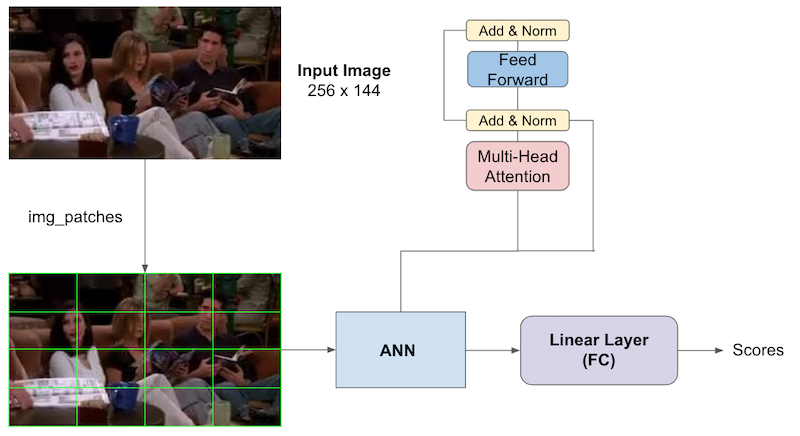 Input Image
256 x 144
Add & Norm
Feed
Forward
Add & Norm
Multi-Head
Attention
img_patches
ANN
Linear Layer
(FC)
Scores